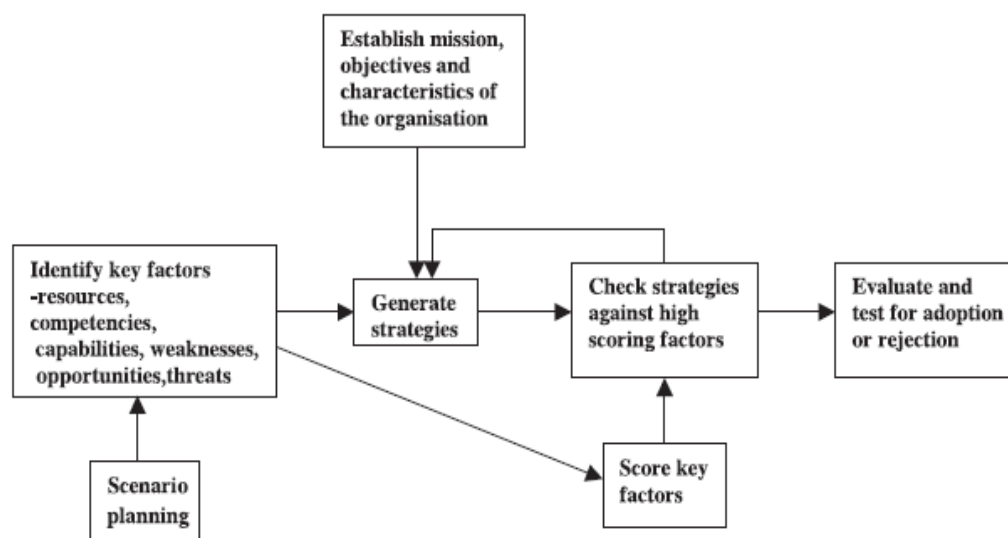 Establish mission,
objectives and
characteristics of
the organisation
Identify key factors
-resources,
competencies,
capabilities, weaknesses,
opportunities,threats
Generate
strategies
Check strategies
against high
scoring factors
Evaluate and
test for adoption
or rejection
Scenario
planning
Score key
factors